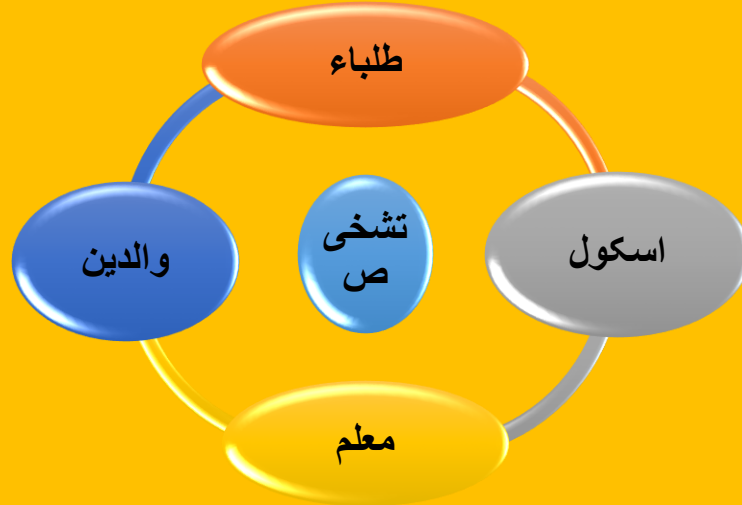 طلباء
اسکول
تشخی
ص
والدین
معلم